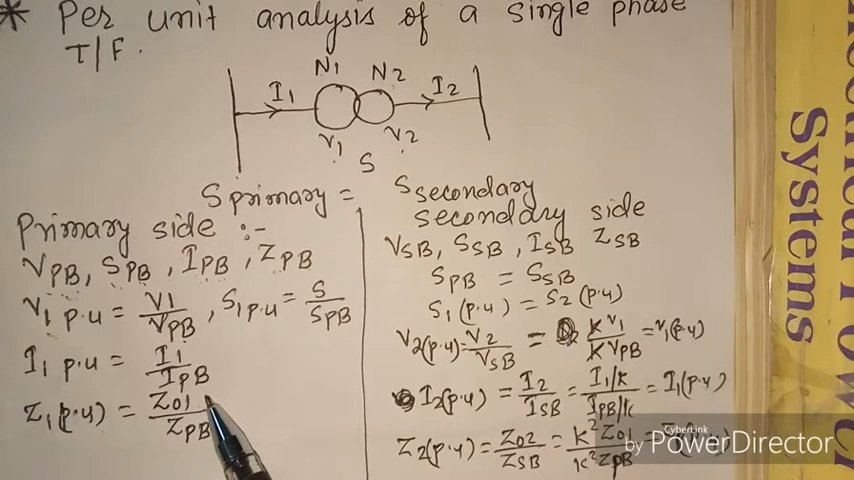 * Per unit analysis of a single phase
T/F.
N1 N2
I1 I2
V1 V2
S
S primary = S secondary
Primary side :-
VPB, SPB, IPB, ZPB
V1 p.u = V1/VPB, S1 p.u = S/SPB
I1 p.u = I1/IPB
Z1(p.u) = Z01/ZPB
secondary side
VSB, SSB, ISB ZSB
SPB = SSB
S1(p.u) = S2(p.u)
V2(p.u) = V2/VSB = KV1/KVPB = V1(p.u)
I2(p.u) = I2/ISB = I1/K/IPB/K = I1(p.u)
Z2(p.u) = Z02/ZSB = K²Z01/K²ZPB =
CyberLink
by PowerDirector
Electrical Power
Systems